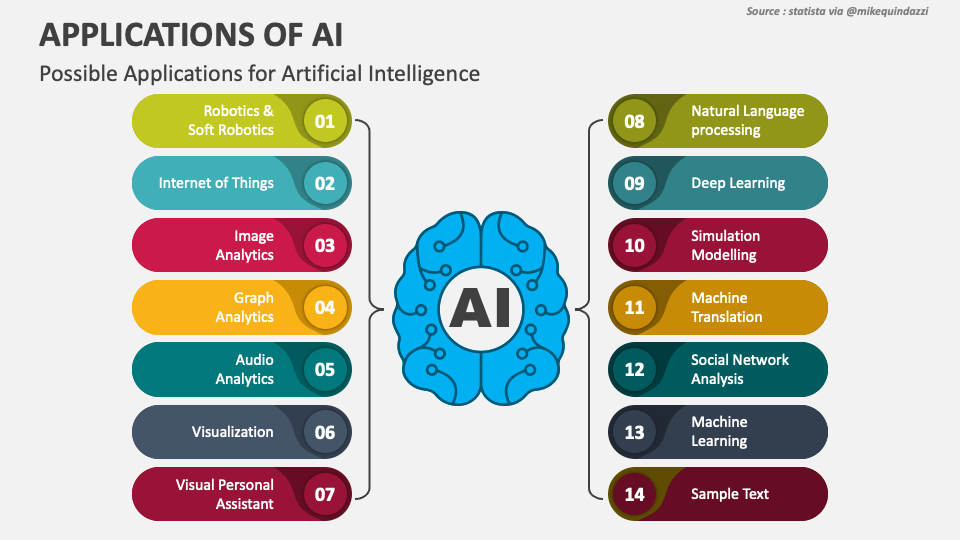 Source : statista via @mikequindazzi
APPLICATIONS OF AI
Possible Applications for Artificial Intelligence
Robotics &
Soft Robotics
01
Internet of Things
02
Image
Analytics
03
Graph
Analytics
04
Audio
Analytics
05
Visualization
06
Visual Personal
Assistant
07
AI
08
Natural Language
processing
09
Deep Learning
10
Simulation
Modelling
11
Machine
Translation
12
Social Network
Analysis
13
Machine
Learning
14
Sample Text